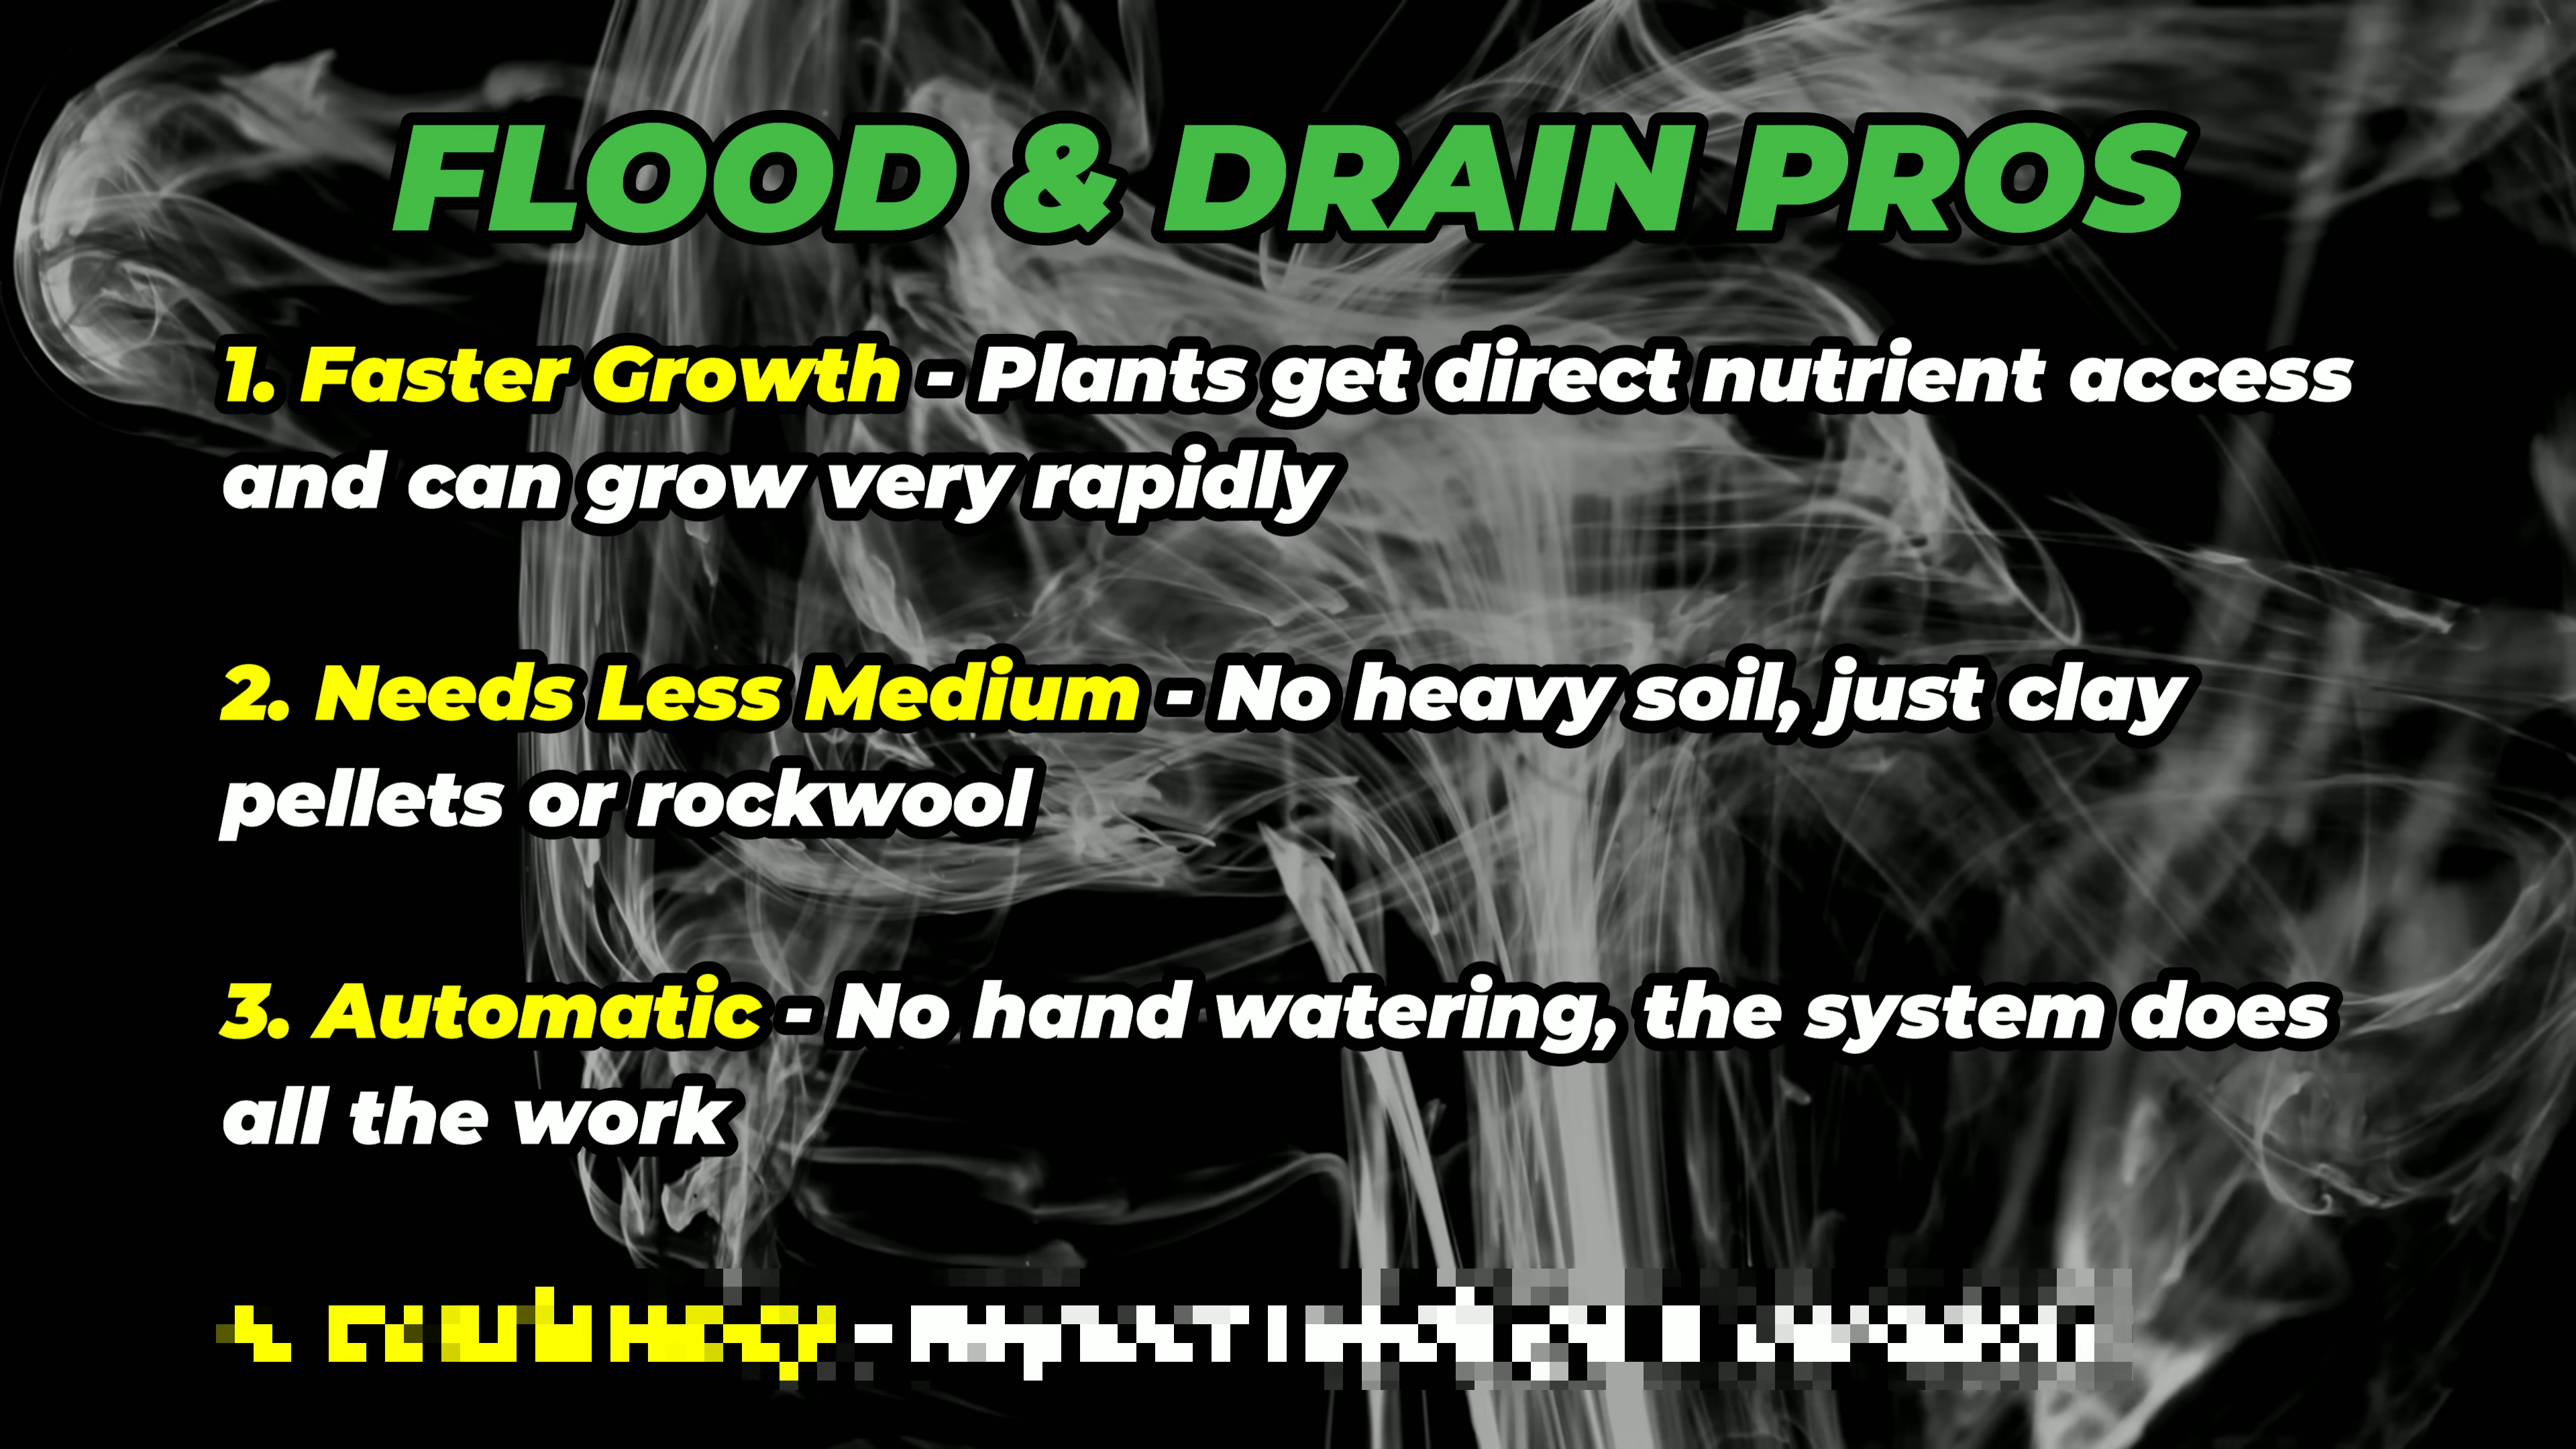 FLOOD & DRAIN PROS
1. Faster Growth - Plants get direct nutrient access
and can grow very rapidly
2. Needs Less Medium - No heavy soil, just clay
pellets or rockwool
3. Automatic - No hand watering, the system does
all the work